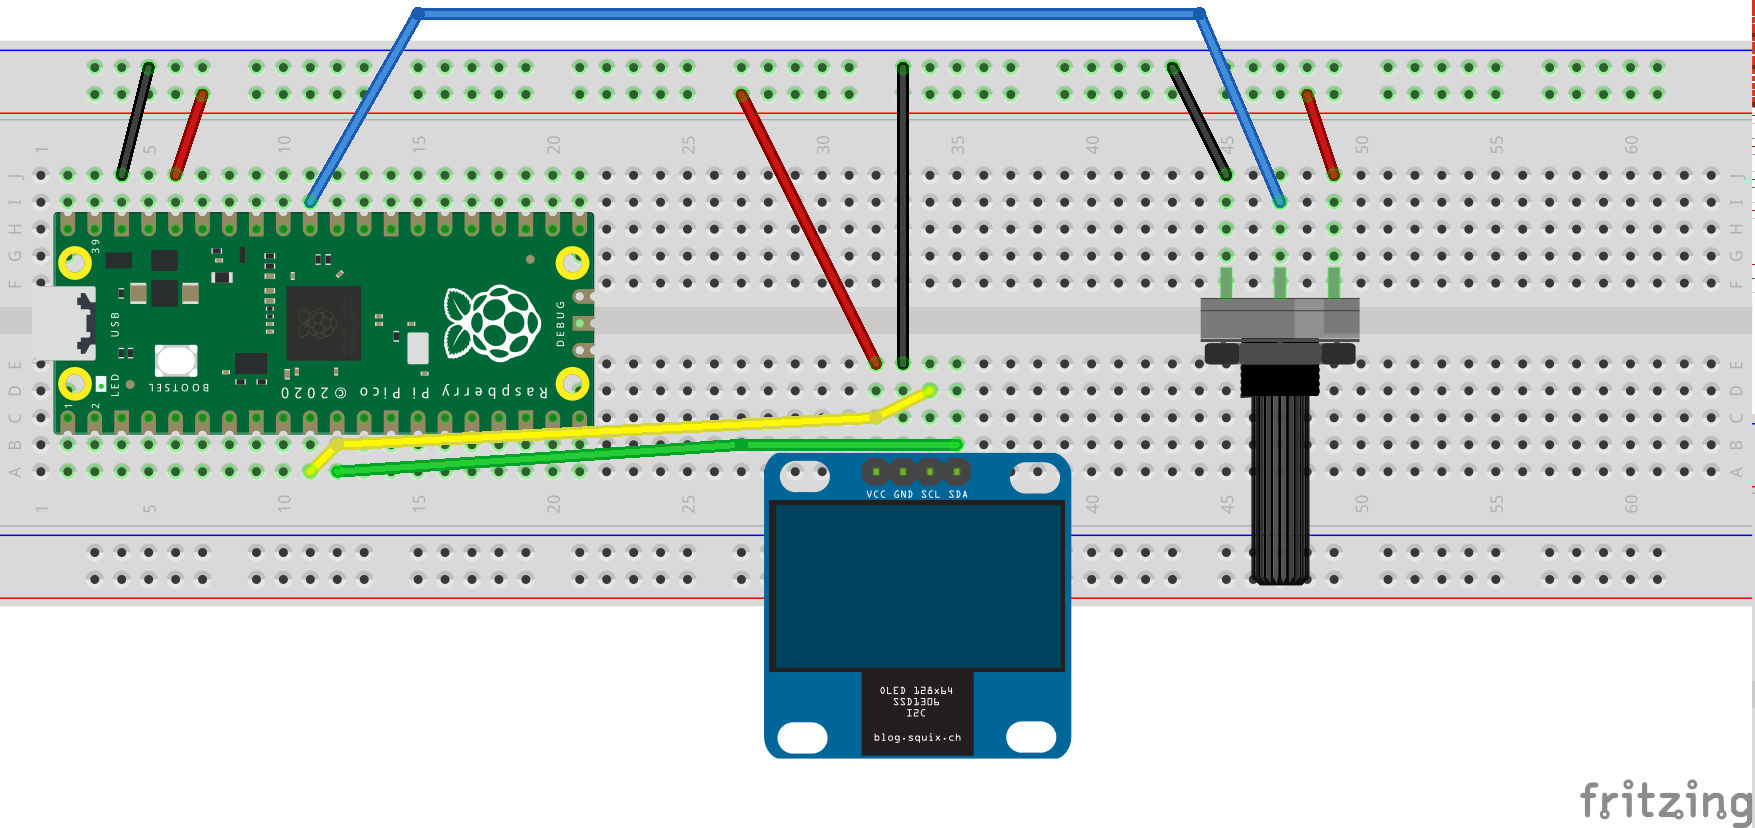 1 5 10 15 20 25 30 35 40 45 50 55 60
J J
I I
H H
G G
F F
39
USB
DEBUG
E E
D D
C C
B B
A A
LED
BOOTSEL
1 2
Raspberry Pi Pico © 2020
VCC GND SCL SDA
1 5 10 15 20 25 30 35 40 45 50 55 60
OLED 128x64
SSD1306
I2C
blog.squix.ch
fritzing